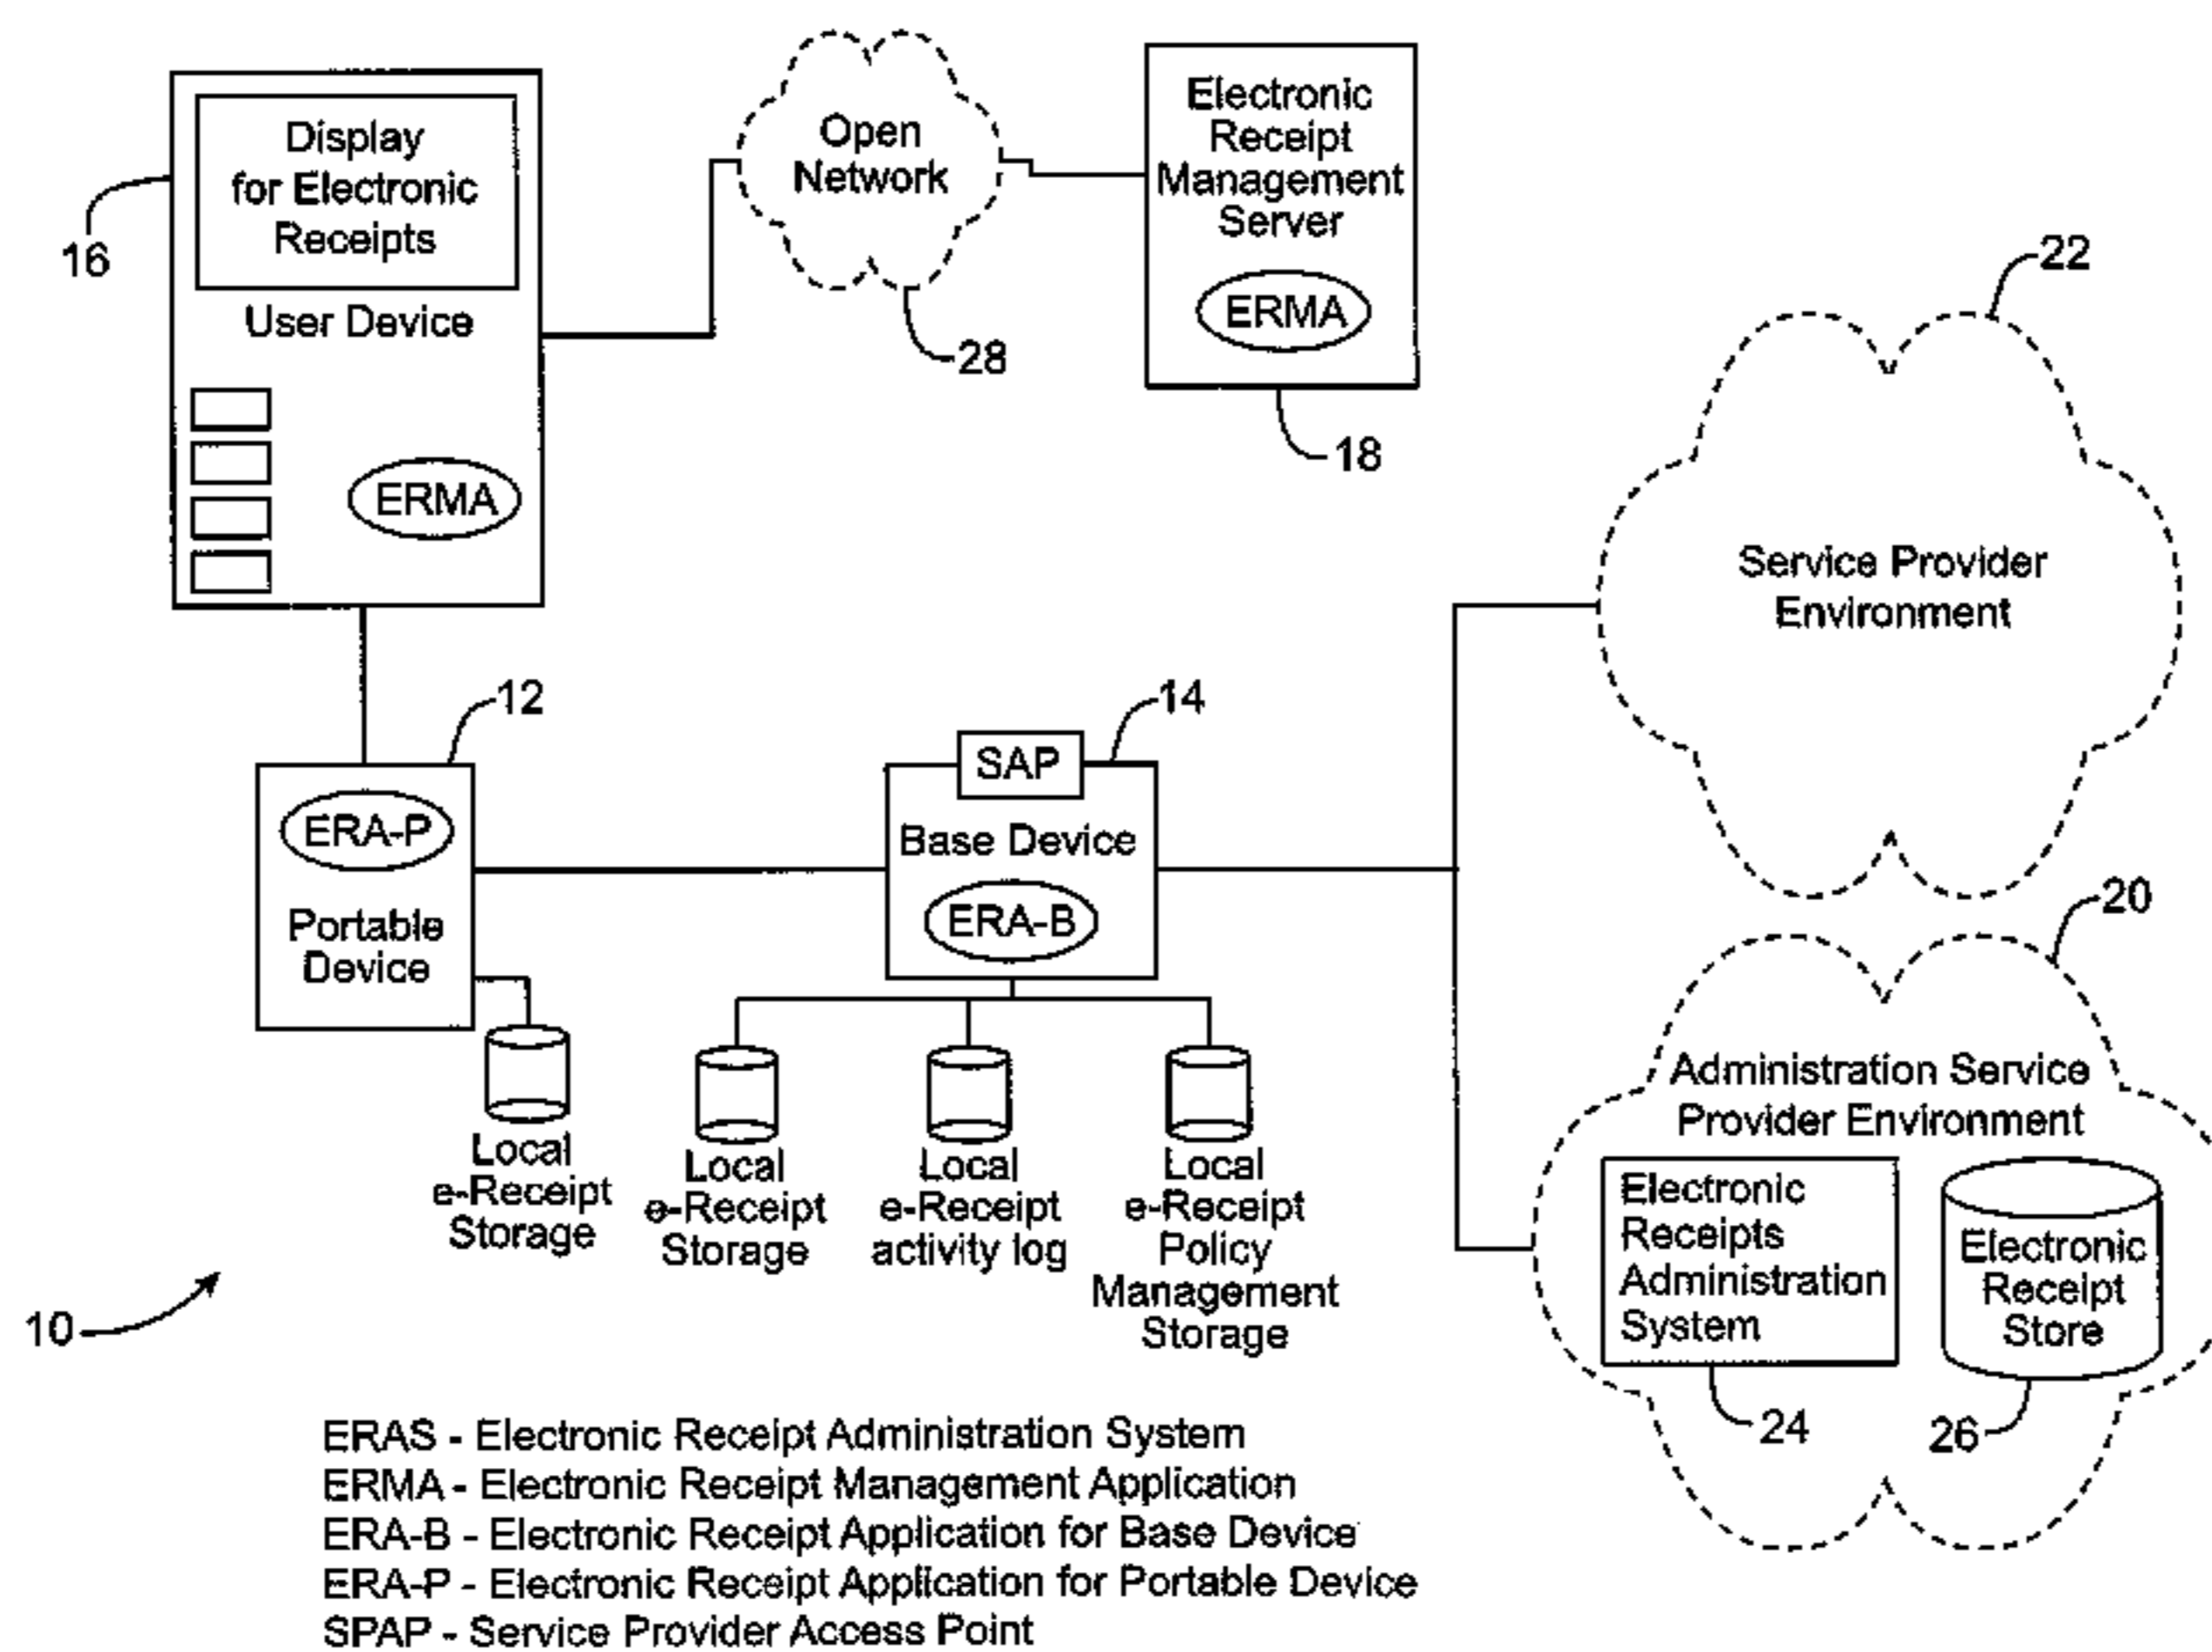 Display
for Electronic
Receipts
16
User Device
ERMA
Open
Network
28
Electronic
Receipt
Management
Server
ERMA
18
22
Service Provider
Environment
12
ERA-P
Portable
Device
Local
e-Receipt
Storage
14
SAP
Base Device
ERA-B
Local
e-Receipt
Storage
Local
e-Receipt
activity log
Local
e-Receipt
Policy
Management
Storage
20
Administration Service
Provider Environment
Electronic
Receipts
Administration
System
24
Electronic
Receipt
Store
26
10
ERAS - Electronic Receipt Administration System
ERMA - Electronic Receipt Management Application
ERA-B - Electronic Receipt Application for Base Device
ERA-P - Electronic Receipt Application for Portable Device
SPAP - Service Provider Access Point